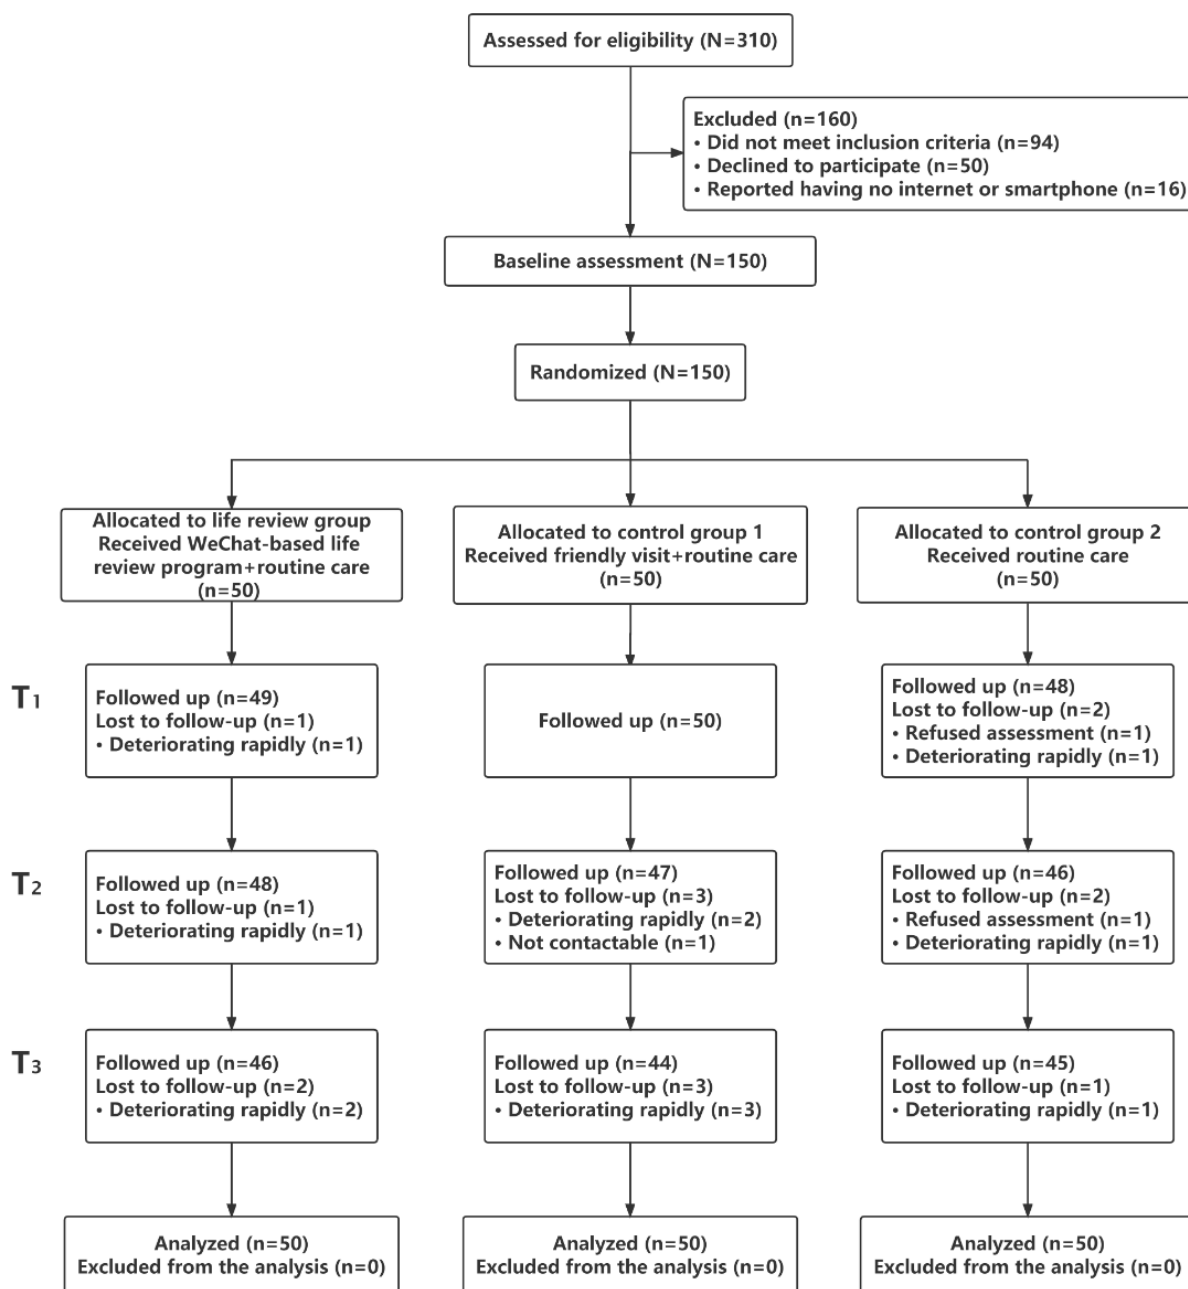 Assessed for eligibility (N=310)
Excluded (n=160)
• Did not meet inclusion criteria (n=94)
• Declined to participate (n=50)
• Reported having no internet or smartphone (n=16)
Baseline assessment (N=150)
Randomized (N=150)
Allocated to life review group
Received WeChat-based life
review program+routine care
(n=50)
Allocated to control group 1
Received friendly visit+routine care
(n=50)
Allocated to control group 2
Received routine care
(n=50)
T1
Followed up (n=49)
Lost to follow-up (n=1)
• Deteriorating rapidly (n=1)
Followed up (n=50)
Followed up (n=48)
Lost to follow-up (n=2)
• Refused assessment (n=1)
• Deteriorating rapidly (n=1)
T2
Followed up (n=48)
Lost to follow-up (n=1)
• Deteriorating rapidly (n=1)
Followed up (n=47)
Lost to follow-up (n=3)
• Deteriorating rapidly (n=2)
• Not contactable (n=1)
Followed up (n=46)
Lost to follow-up (n=2)
• Refused assessment (n=1)
• Deteriorating rapidly (n=1)
T3
Followed up (n=46)
Lost to follow-up (n=2)
• Deteriorating rapidly (n=2)
Followed up (n=44)
Lost to follow-up (n=3)
• Deteriorating rapidly (n=3)
Followed up (n=45)
Lost to follow-up (n=1)
• Deteriorating rapidly (n=1)
Analyzed (n=50)
Excluded from the analysis (n=0)
Analyzed (n=50)
Excluded from the analysis (n=0)
Analyzed (n=50)
Excluded from the analysis (n=0)